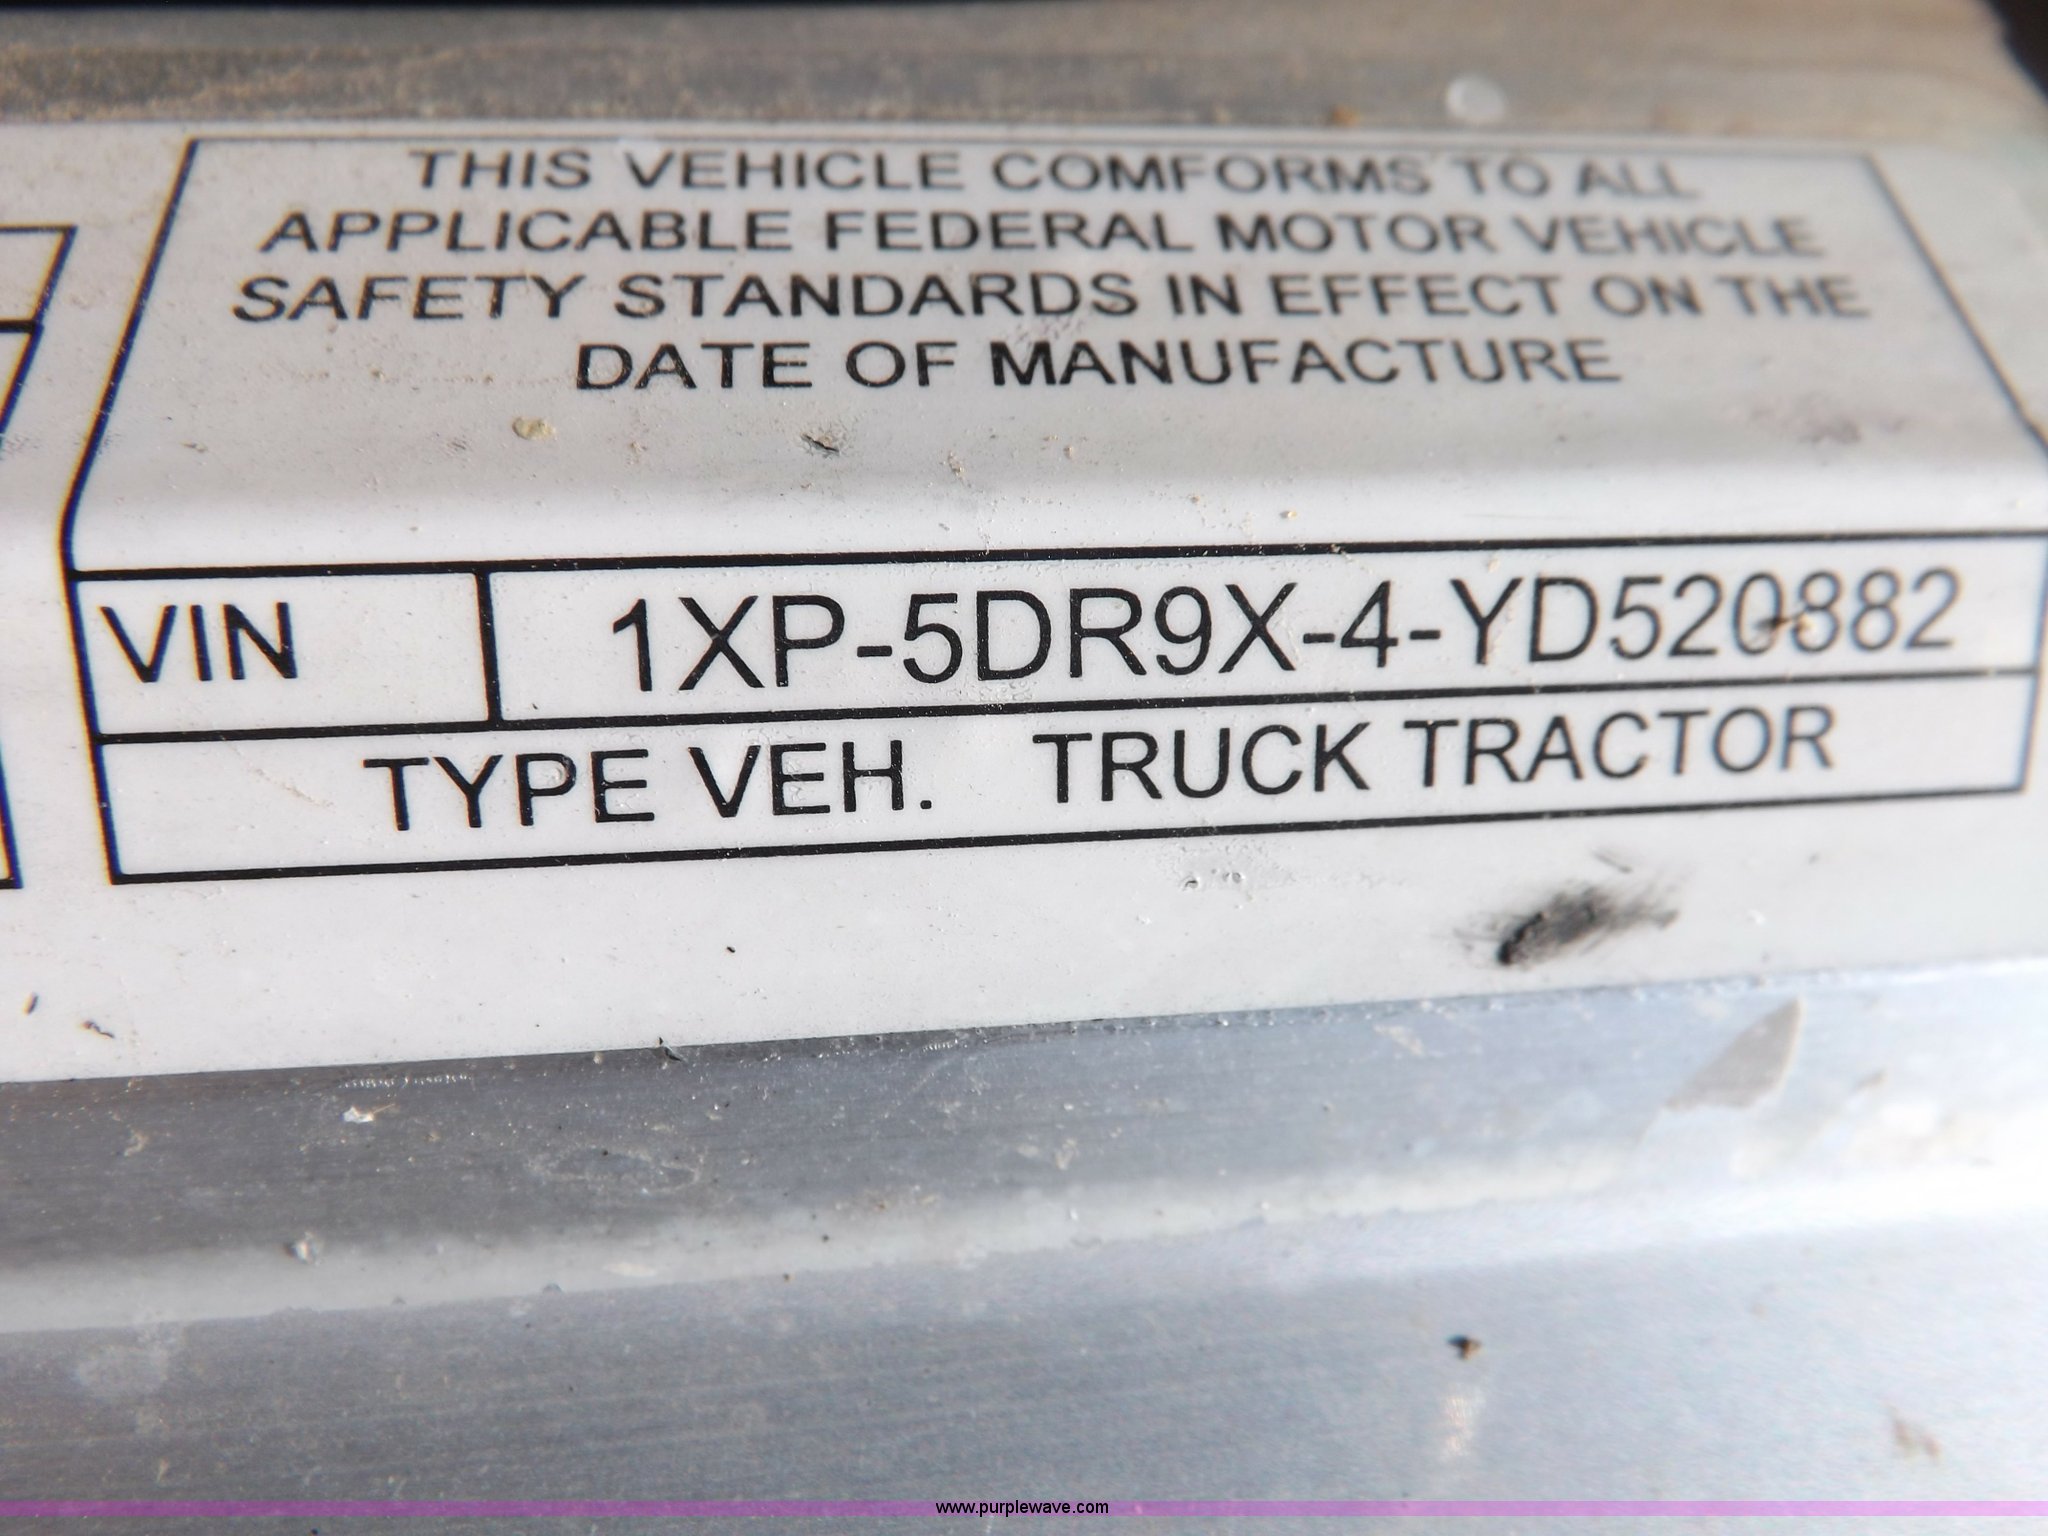 THIS VEHICLE COMFORMS TO ALL
APPLICABLE FEDERAL MOTOR VEHICLE
SAFETY STANDARDS IN EFFECT ON THE
DATE OF MANUFACTURE
VIN 1XP-5DR9X-4-YD520882
TYPE VEH. TRUCK TRACTOR
www.purplewave.com